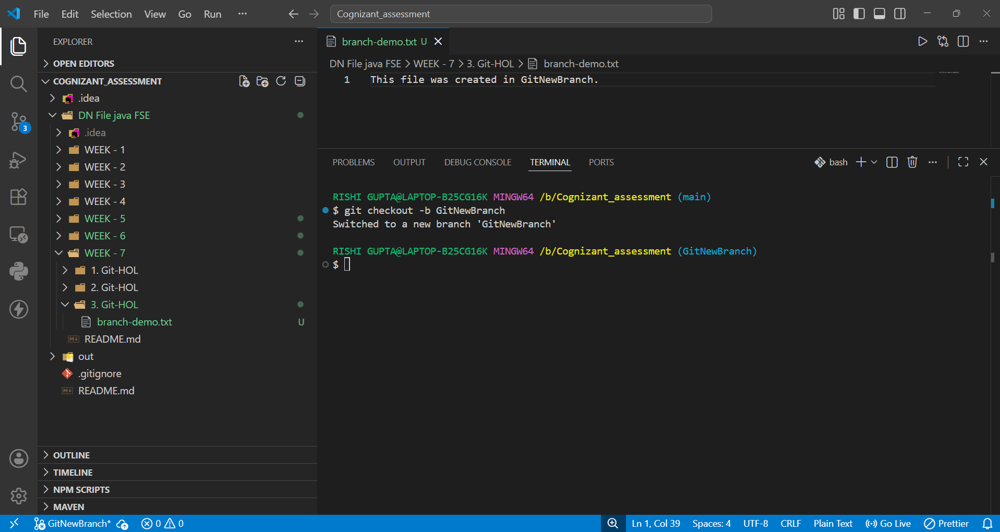 File Edit Selection View Go Run ···
Cognizant_assessment
EXPLORER
OPEN EDITORS
COGNIZANT_ASSESSMENT
.idea
DN File java FSE
.idea
WEEK - 1
WEEK - 2
WEEK - 3
WEEK - 4
WEEK - 5
WEEK - 6
WEEK - 7
1. Git-HOL
2. Git-HOL
3. Git-HOL
branch-demo.txt U
README.md
out
.gitignore
README.md
OUTLINE
TIMELINE
NPM SCRIPTS
MAVEN
3
branch-demo.txt U
DN File java FSE > WEEK - 7 > 3. Git-HOL > branch-demo.txt
1 This file was created in GitNewBranch.
PROBLEMS OUTPUT DEBUG CONSOLE TERMINAL PORTS
bash
RISHI GUPTA@LAPTOP-B25CG16K MINGW64 /b/Cognizant_assessment (main)
$ git checkout -b GitNewBranch
Switched to a new branch 'GitNewBranch'
RISHI GUPTA@LAPTOP-B25CG16K MINGW64 /b/Cognizant_assessment (GitNewBranch)
$
GitNewBranch* 0 0 Ln 1, Col 39 Spaces: 4 UTF-8 CRLF Plain Text Go Live Prettier